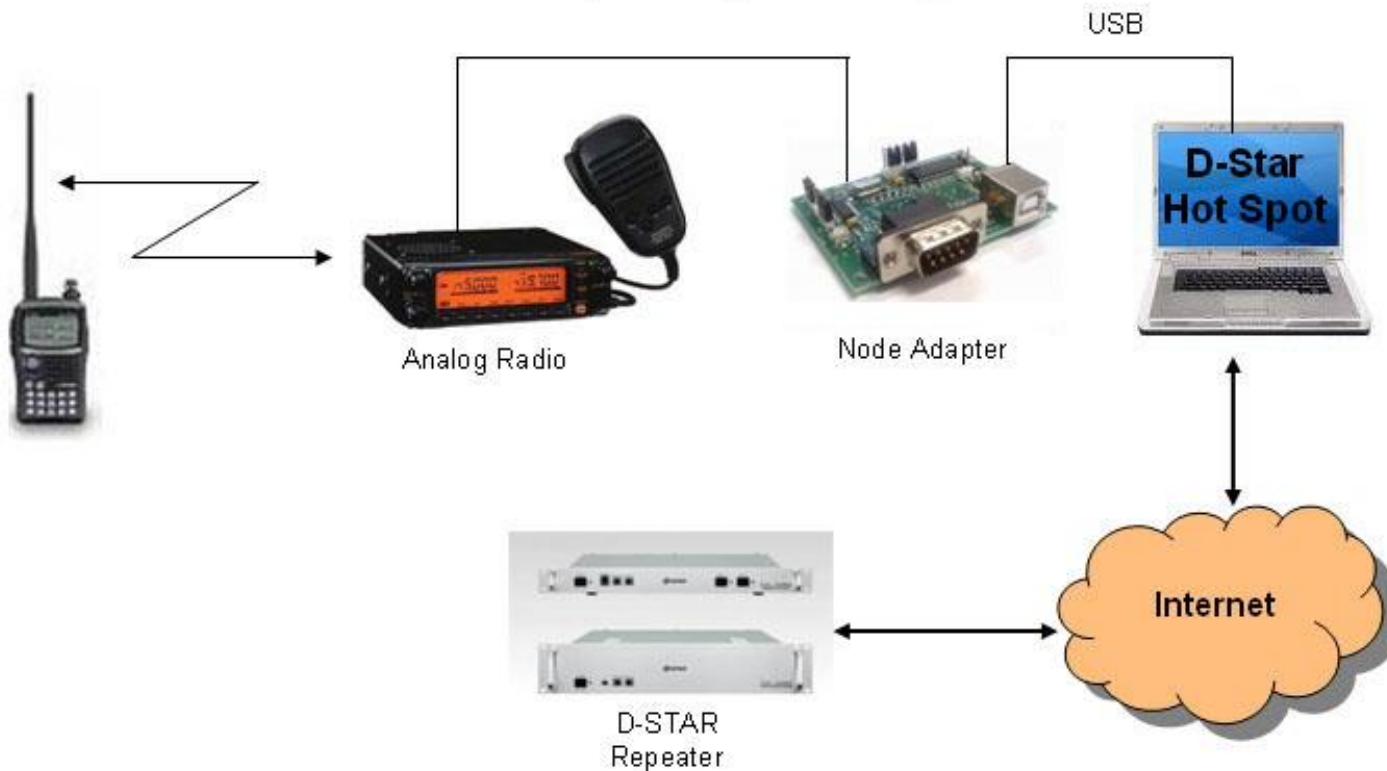 USB
D-Star
Hot Spot
Analog Radio
Node Adapter
Internet
D-STAR
Repeater